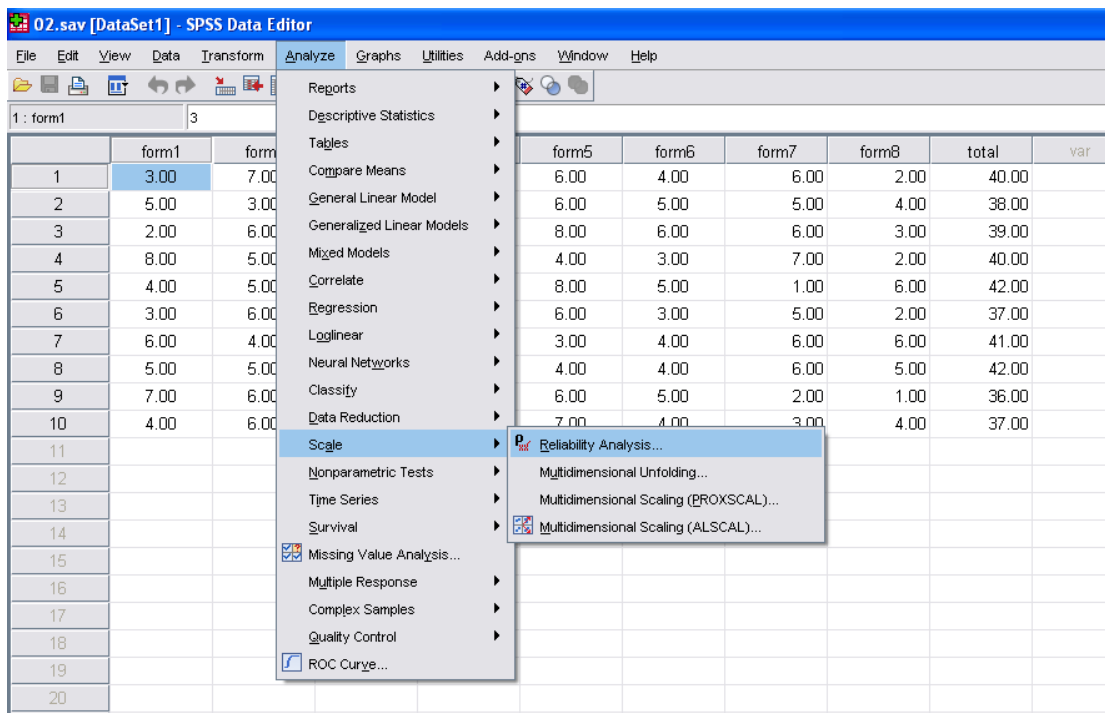 02.sav [DataSet1] - SPSS Data Editor
File Edit View Data Transform Analyze Graphs Utilities Add-ons Window Help
1 : form1 3
form1 form form5 form6 form7 form8 total var
1 3.00 7.00 6.00 4.00 6.00 2.00 40.00
2 5.00 3.00 6.00 5.00 5.00 4.00 38.00
3 2.00 6.00 8.00 6.00 6.00 3.00 39.00
4 8.00 5.00 4.00 3.00 7.00 2.00 40.00
5 4.00 5.00 8.00 5.00 1.00 6.00 42.00
6 3.00 6.00 6.00 3.00 5.00 2.00 37.00
7 6.00 4.00 3.00 4.00 6.00 6.00 41.00
8 5.00 5.00 4.00 4.00 6.00 5.00 42.00
9 7.00 6.00 6.00 5.00 2.00 1.00 36.00
10 4.00 6.00 7.00 4.00 3.00 4.00 37.00
11
12
13
14
15
16
17
18
19
20
Reports
Descriptive Statistics
Tables
Compare Means
General Linear Model
Generalized Linear Models
Mixed Models
Correlate
Regression
Loglinear
Neural Networks
Classify
Data Reduction
Scale
Nonparametric Tests
Time Series
Survival
Missing Value Analysis...
Multiple Response
Complex Samples
Quality Control
ROC Curve...
Reliability Analysis...
Multidimensional Unfolding...
Multidimensional Scaling (PROXSCAL)...
Multidimensional Scaling (ALSCAL)...